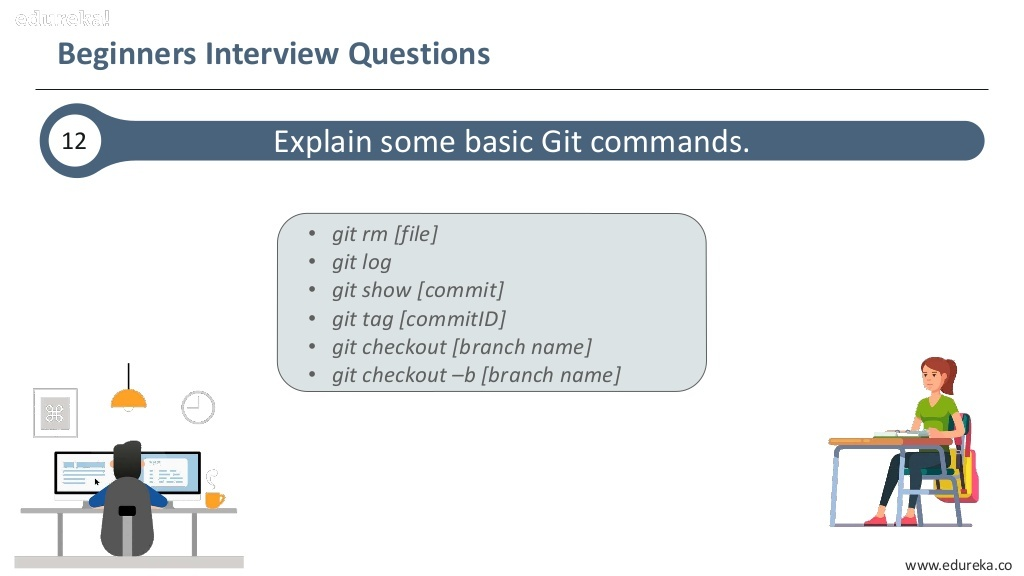 edureka!
Beginners Interview Questions
12
Explain some basic Git commands.
• git rm [file]
• git log
• git show [commit]
• git tag [commitID]
• git checkout [branch name]
• git checkout –b [branch name]
www.edureka.co